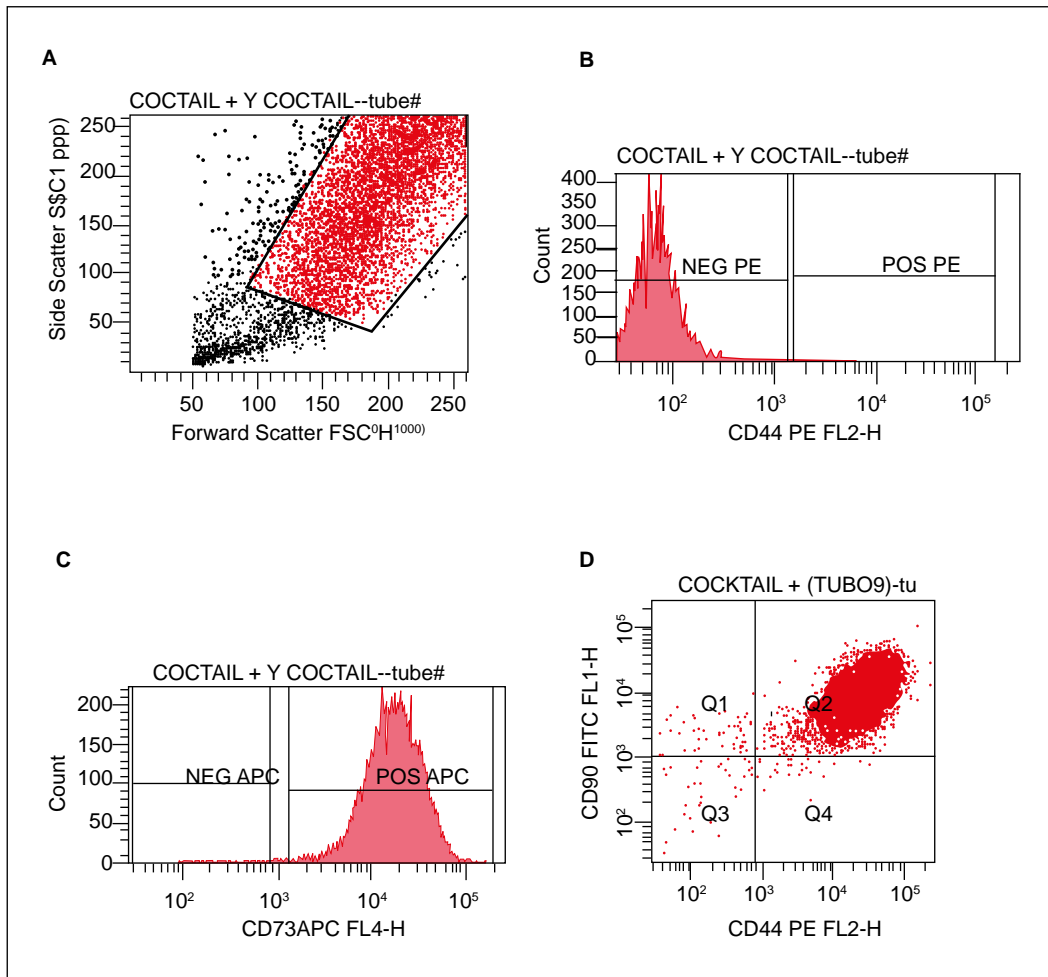 A
COCTAIL + Y COCTAIL--tube#
Side Scatter S$C1 ppp)
250
200
150
100
50
50 100 150 200 250
Forward Scatter FSC⁰H¹⁰⁰⁰⁾
B
COCTAIL + Y COCTAIL--tube#
Count
400
350
300
250
200
150
100
50
0
NEG PE POS PE
10² 10³ 10⁴ 10⁵
CD44 PE FL2-H
C
COCTAIL + Y COCTAIL--tube#
Count
200
150
100
50
0
NEG APC POS APC
10² 10³ 10⁴ 10⁵
CD73APC FL4-H
D
COCKTAIL + (TUBO9)-tu
CD90 FITC FL1-H
10⁵
10⁴
10³
10²
Q1 Q2
Q3 Q4
10² 10³ 10⁴ 10⁵
CD44 PE FL2-H